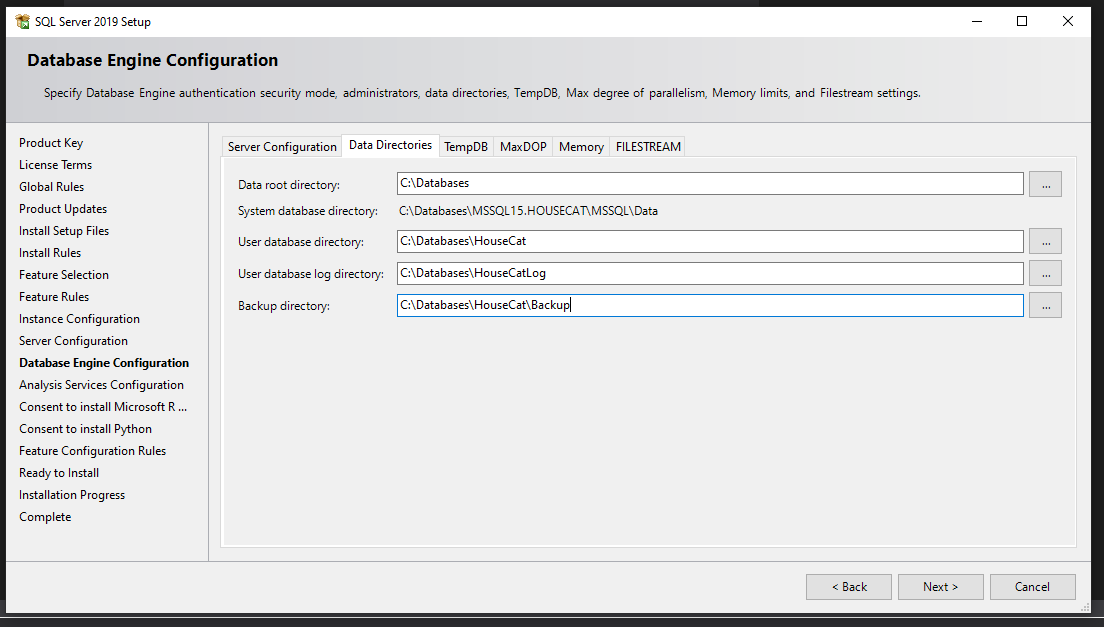 SQL Server 2019 Setup
Database Engine Configuration
Specify Database Engine authentication security mode, administrators, data directories, TempDB, Max degree of parallelism, Memory limits, and Filestream settings.
Product Key
License Terms
Global Rules
Product Updates
Install Setup Files
Install Rules
Feature Selection
Feature Rules
Instance Configuration
Server Configuration
Database Engine Configuration
Analysis Services Configuration
Consent to install Microsoft R ...
Consent to install Python
Feature Configuration Rules
Ready to Install
Installation Progress
Complete
Server Configuration Data Directories TempDB MaxDOP Memory FILESTREAM
Data root directory: C:\Databases ...
System database directory: C:\Databases\MSSQL15.HOUSECAT\MSSQL\Data
User database directory: C:\Databases\HouseCat ...
User database log directory: C:\Databases\HouseCatLog ...
Backup directory: C:\Databases\HouseCat\Backup ...
< Back Next > Cancel